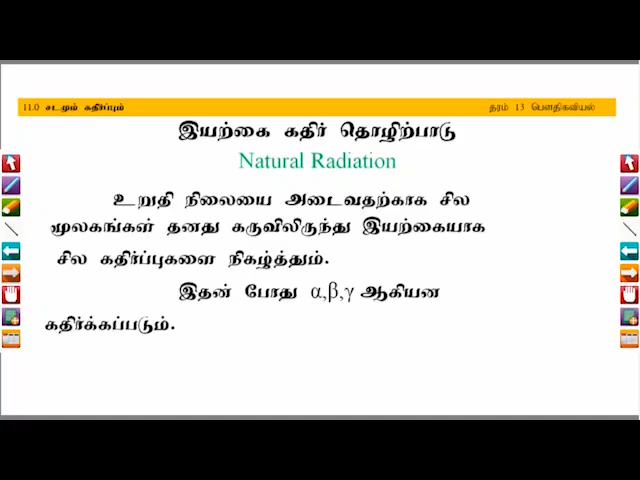 11.0 சடமும் கதிர்ப்பும் தரம் 13 பௌதிகவியல்
இயற்கை கதிர் தொழிற்பாடு
Natural Radiation
உறுதி நிலையை அடைவதற்காக சில
மூலகங்கள் தனது கருவிலிருந்து இயற்கையாக
சில கதிர்ப்புகளை நிகழ்த்தும்.
இதன் போது α,β,γ ஆகியன
கதிர்க்கப்படும்.